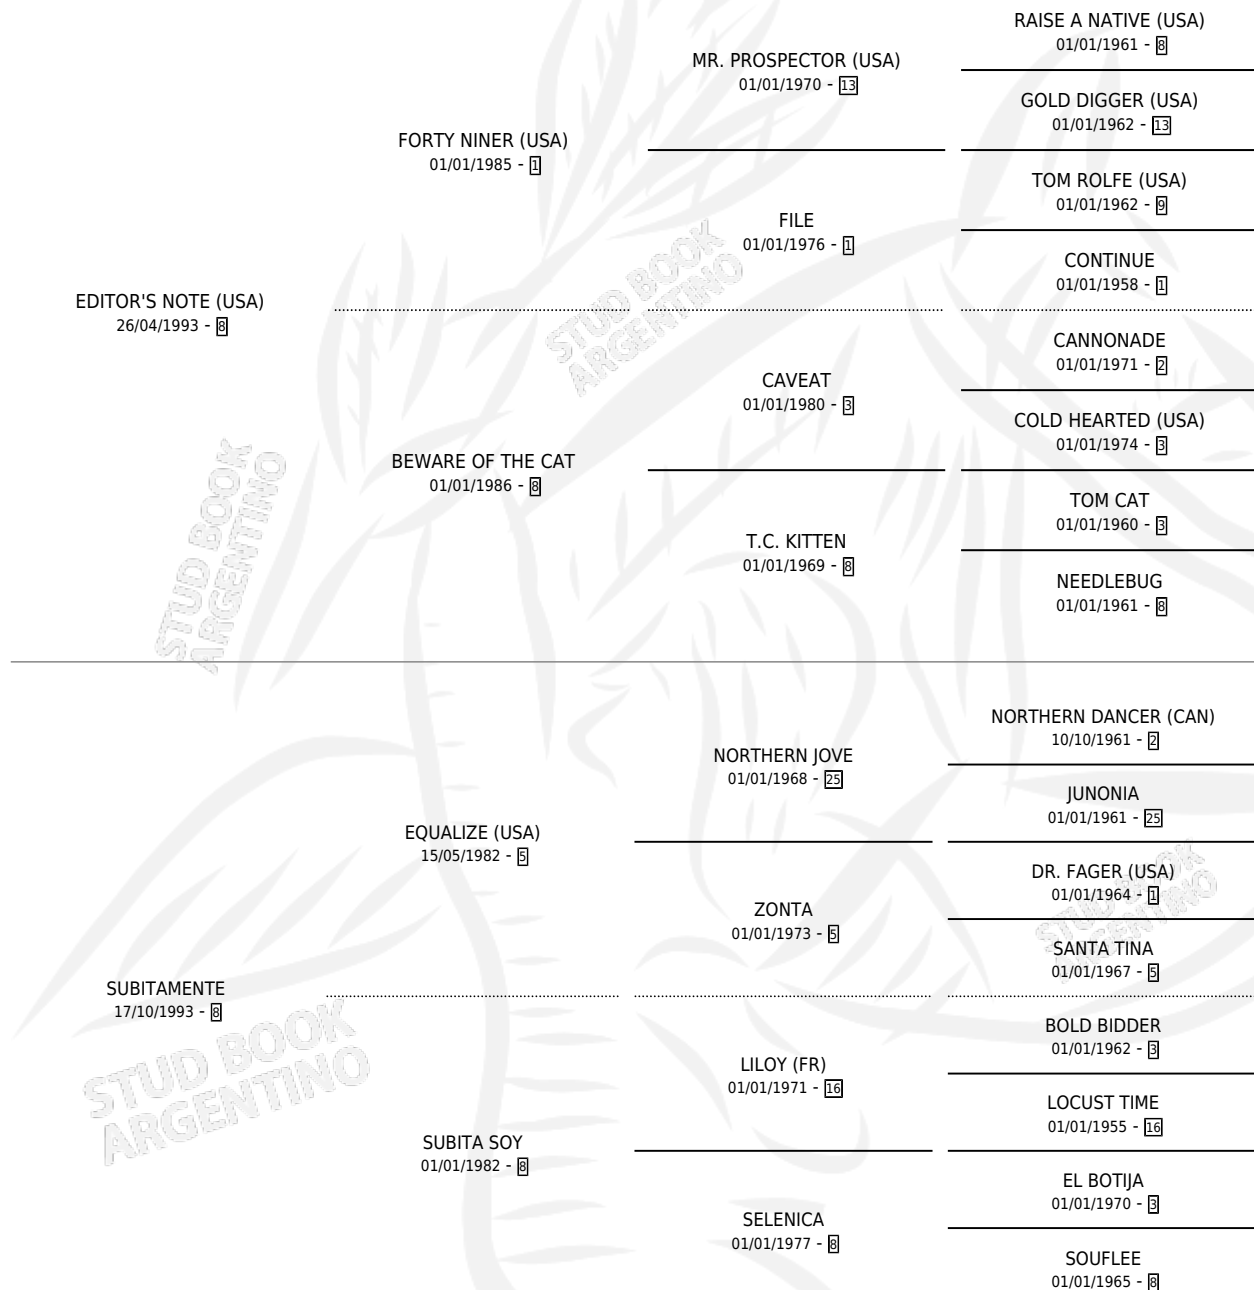 RAISE A NATIVE (USA)
01/01/1961 - 8
MR. PROSPECTOR (USA)
01/01/1970 - 13
GOLD DIGGER (USA)
01/01/1962 - 13
FORTY NINER (USA)
01/01/1985 - 1
TOM ROLFE (USA)
01/01/1962 - 9
FILE
01/01/1976 - 1
CONTINUE
01/01/1958 - 1
EDITOR'S NOTE (USA)
26/04/1993 - 8
STUD BOOK
ARGENTINO
CANNONADE
01/01/1971 - 2
CAVEAT
01/01/1980 - 3
COLD HEARTED (USA)
01/01/1974 - 3
BEWARE OF THE CAT
01/01/1986 - 8
TOM CAT
01/01/1960 - 3
T.C. KITTEN
01/01/1969 - 8
NEEDLEBUG
01/01/1961 - 8
STUD BOOK
ARGENTINO
NORTHERN DANCER (CAN)
10/10/1961 - 2
NORTHERN JOVE
01/01/1968 - 25
JUNONIA
01/01/1961 - 25
EQUALIZE (USA)
15/05/1982 - 5
DR. FAGER (USA)
01/01/1964 - 1
ZONTA
01/01/1973 - 5
SANTA TINA
01/01/1967 - 5
STUD BOOK
ARGENTINO
SUBITAMENTE
17/10/1993 - 8
STUD BOOK
ARGENTINO
BOLD BIDDER
01/01/1962 - 3
LILOY (FR)
01/01/1971 - 16
LOCUST TIME
01/01/1955 - 16
SUBITA SOY
01/01/1982 - 8
EL BOTIJA
01/01/1970 - 3
SELENICA
01/01/1977 - 8
SOUFLEE
01/01/1965 - 8